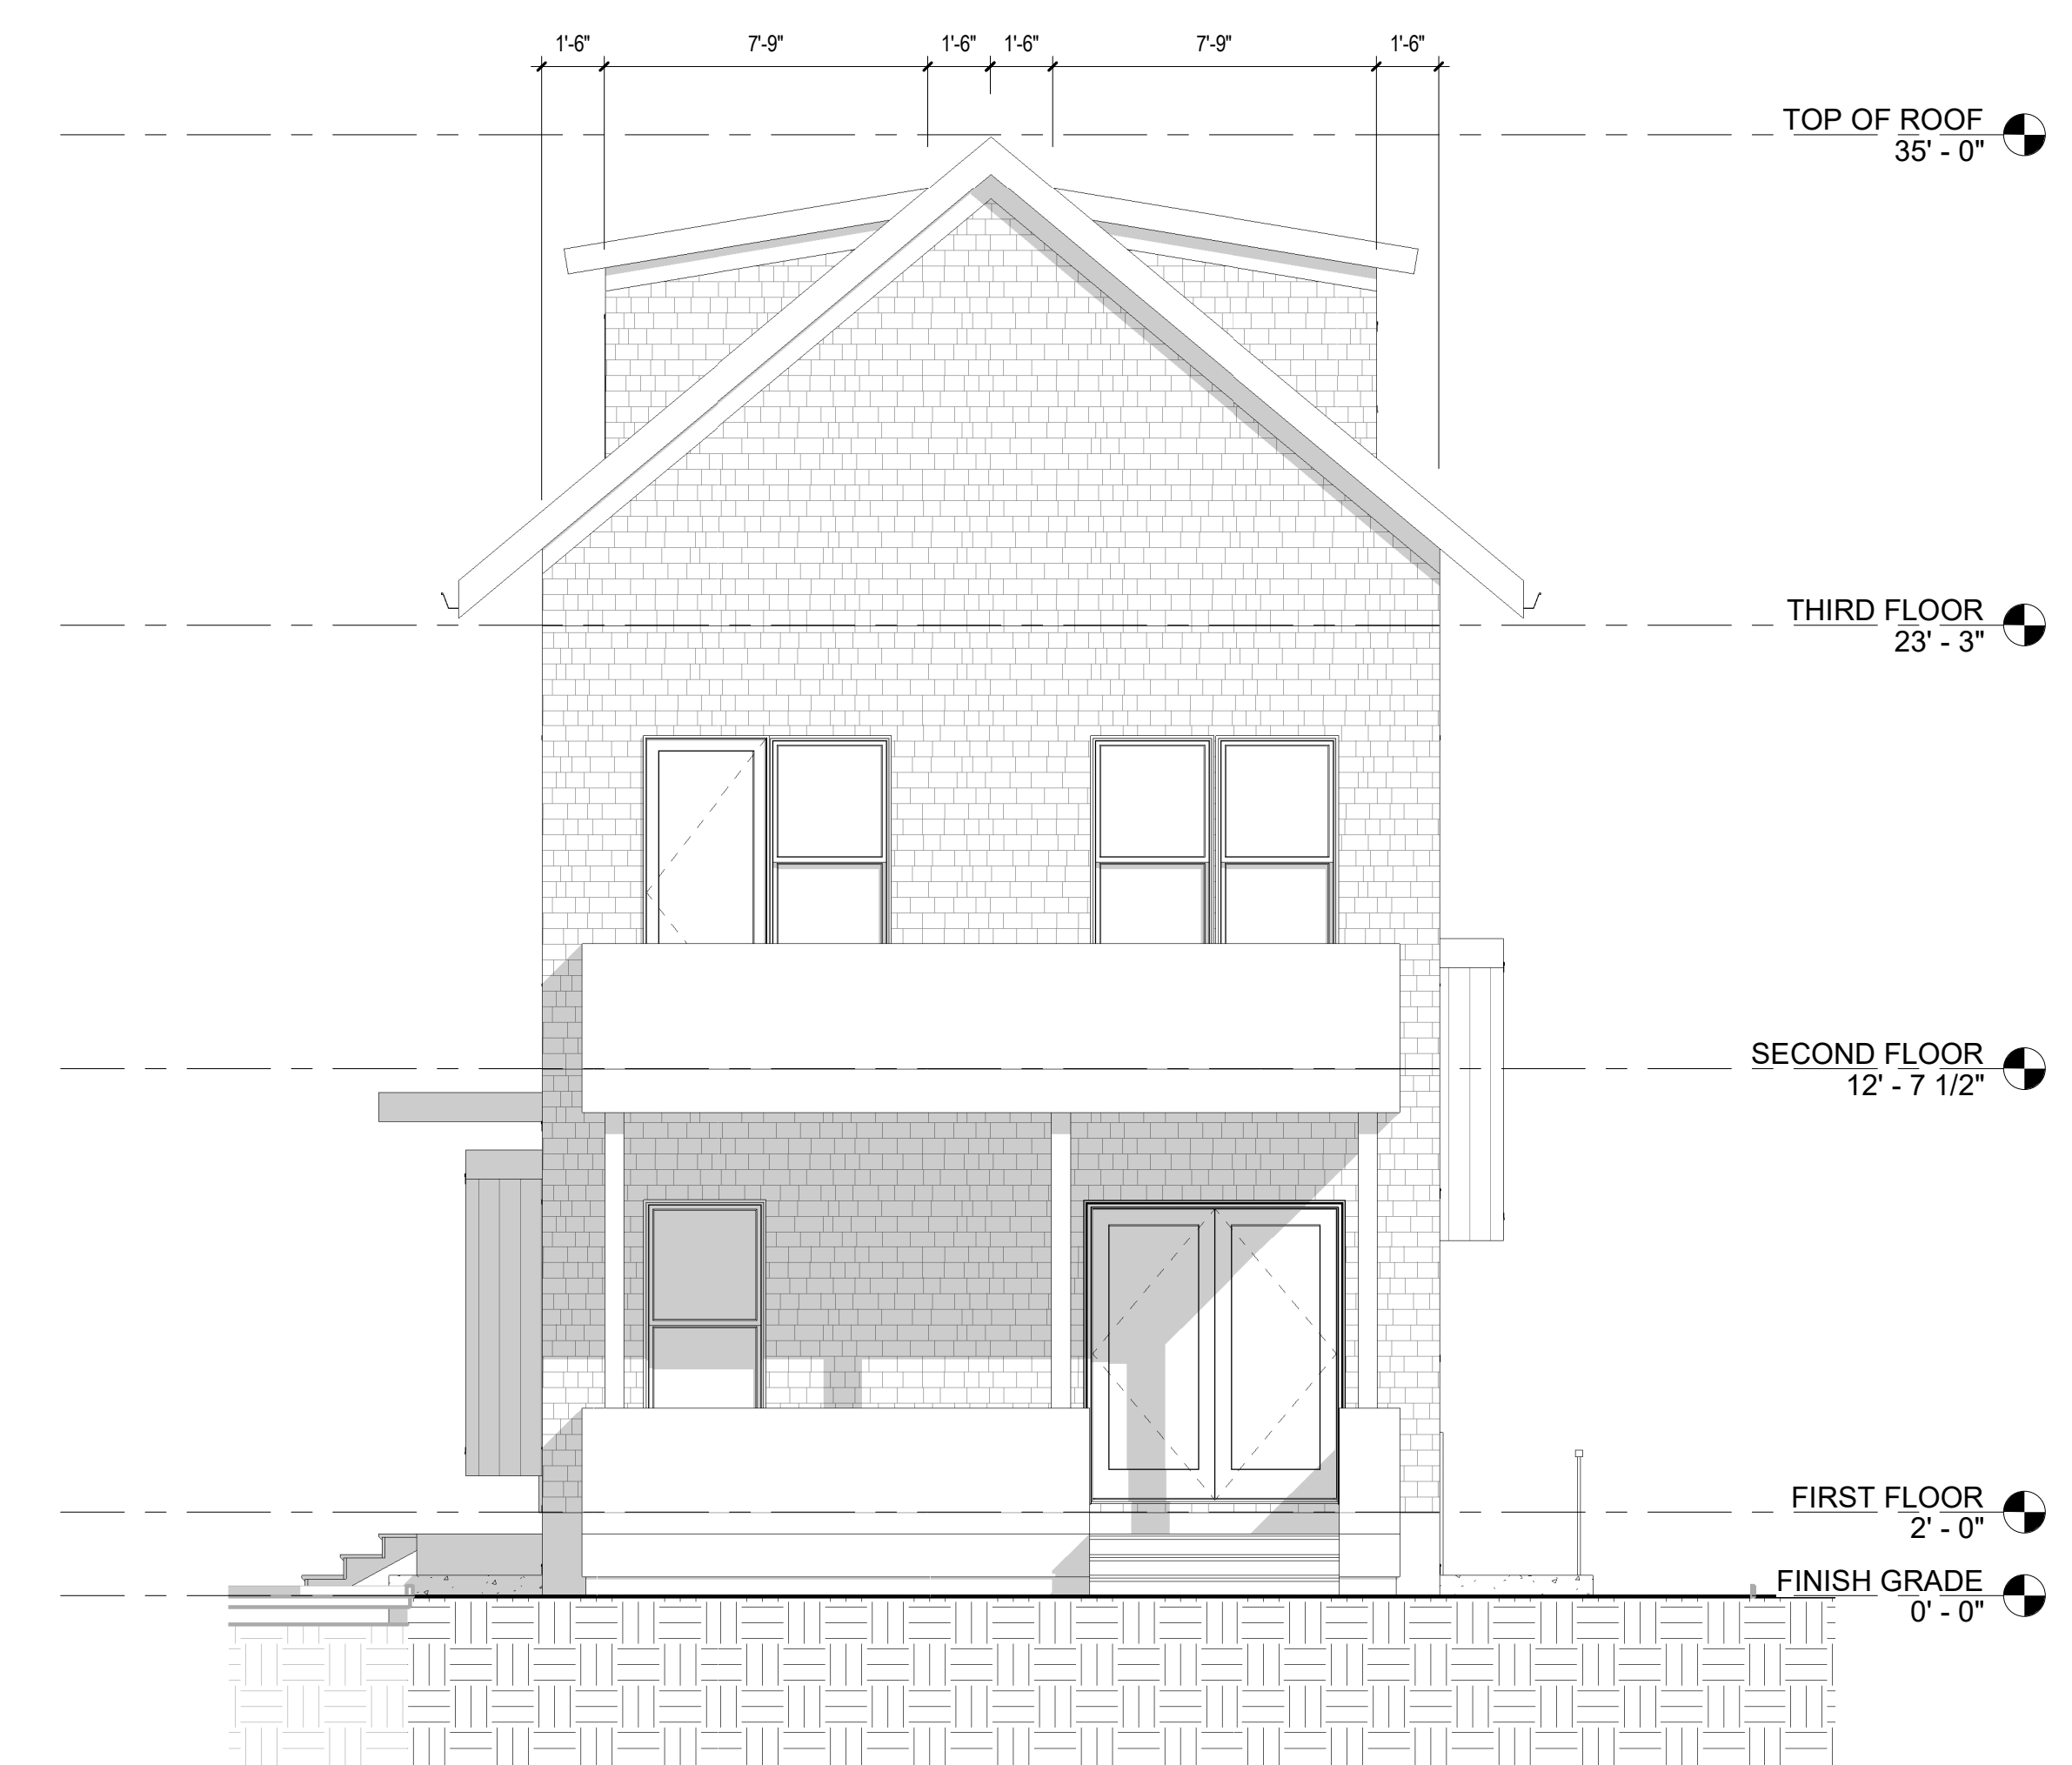 1'-6" 7'-9" 1'-6" 1'-6" 7'-9" 1'-6"
TOP OF ROOF
35' - 0"
THIRD FLOOR
23' - 3"
SECOND FLOOR
12' - 7 1/2"
FIRST FLOOR
2' - 0"
FINISH GRADE
0' - 0"